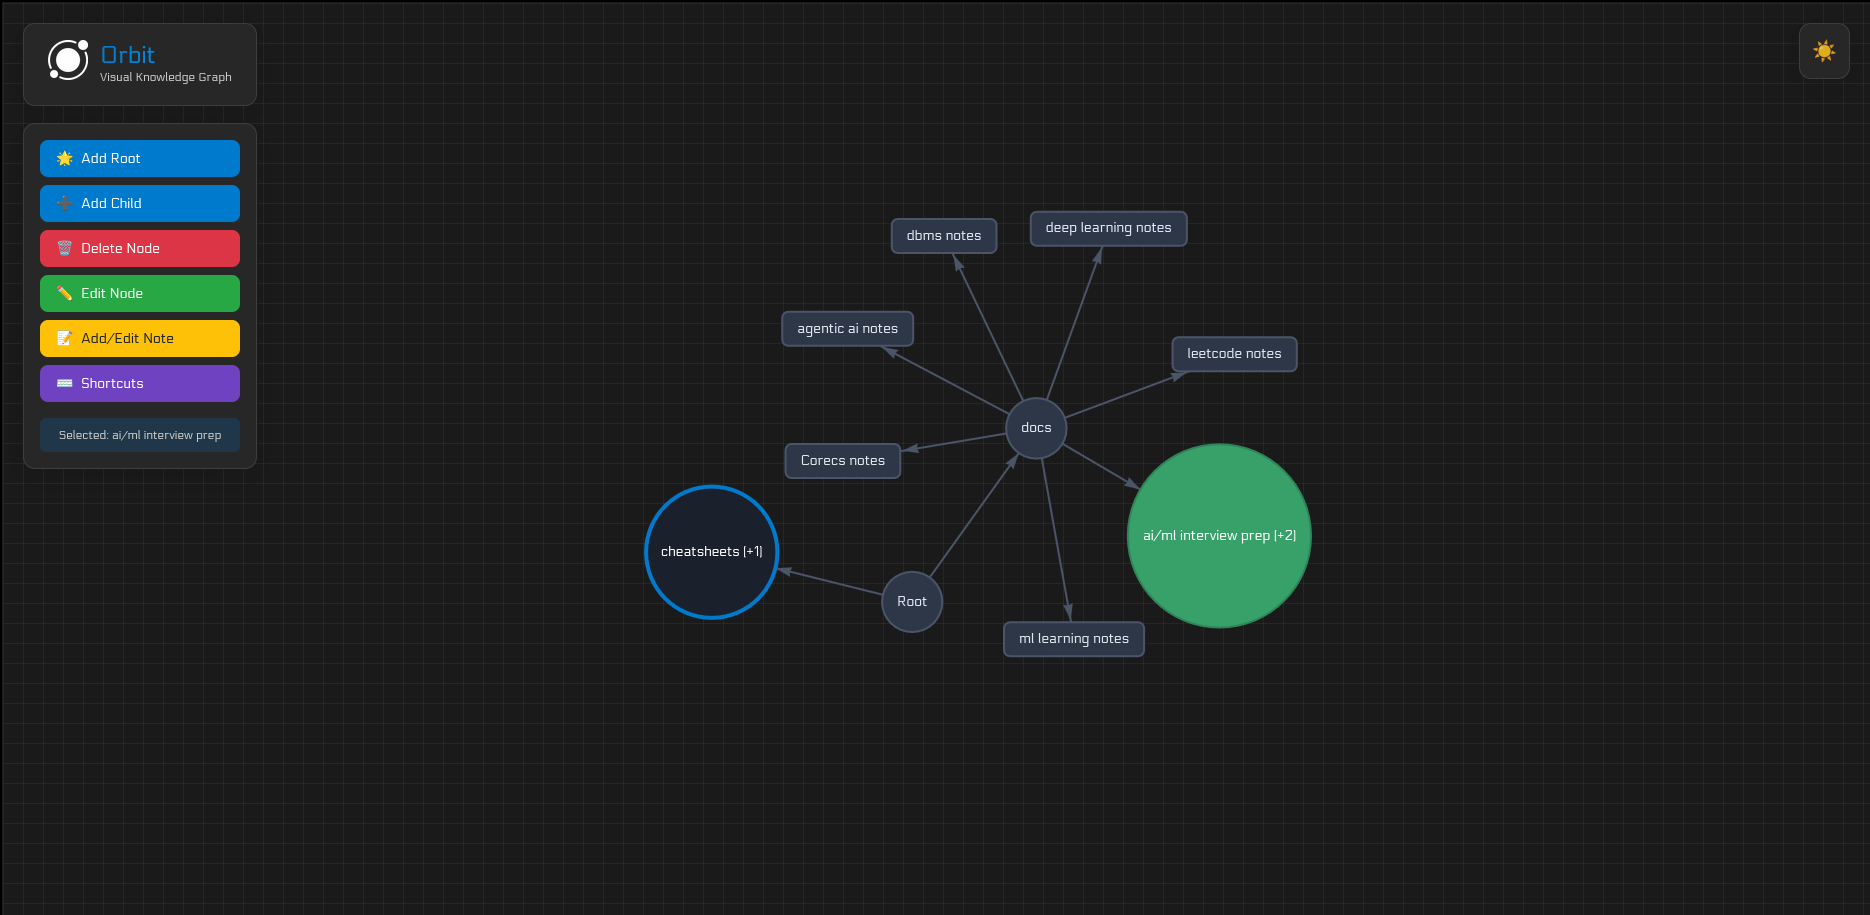 Orbit
Visual Knowledge Graph
Add Root
Add Child
Delete Node
Edit Node
Add/Edit Note
Shortcuts
Selected: ai/ml interview prep
dbms notes
deep learning notes
agentic ai notes
leetcode notes
docs
Corecs notes
ai/ml interview prep (+2)
cheatsheets (+1)
Root
ml learning notes